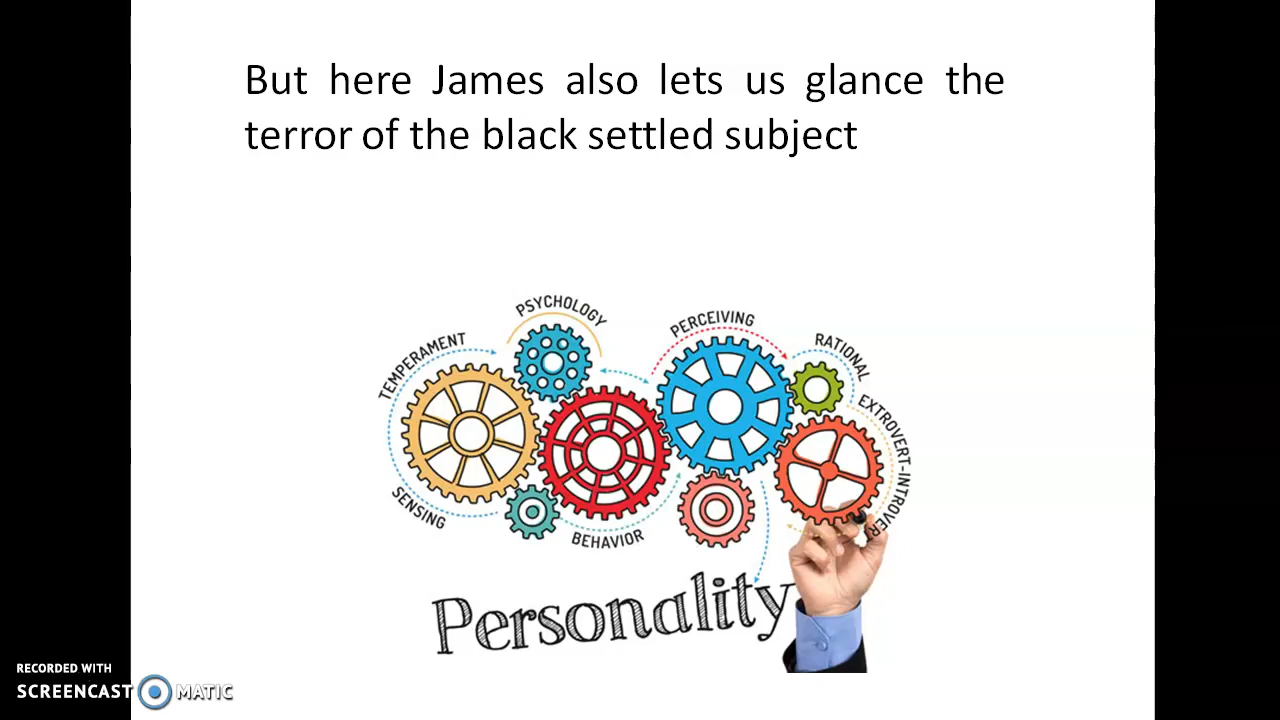 But here James also lets us glance the
terror of the black settled subject
PSYCHOLOGY
PERCEIVING
TEMPERAMENT
RATIONAL
EXTROVERT-INTROVERT
SENSING
BEHAVIOR
Personality
RECORDED WITH
SCREENCAST MATIC